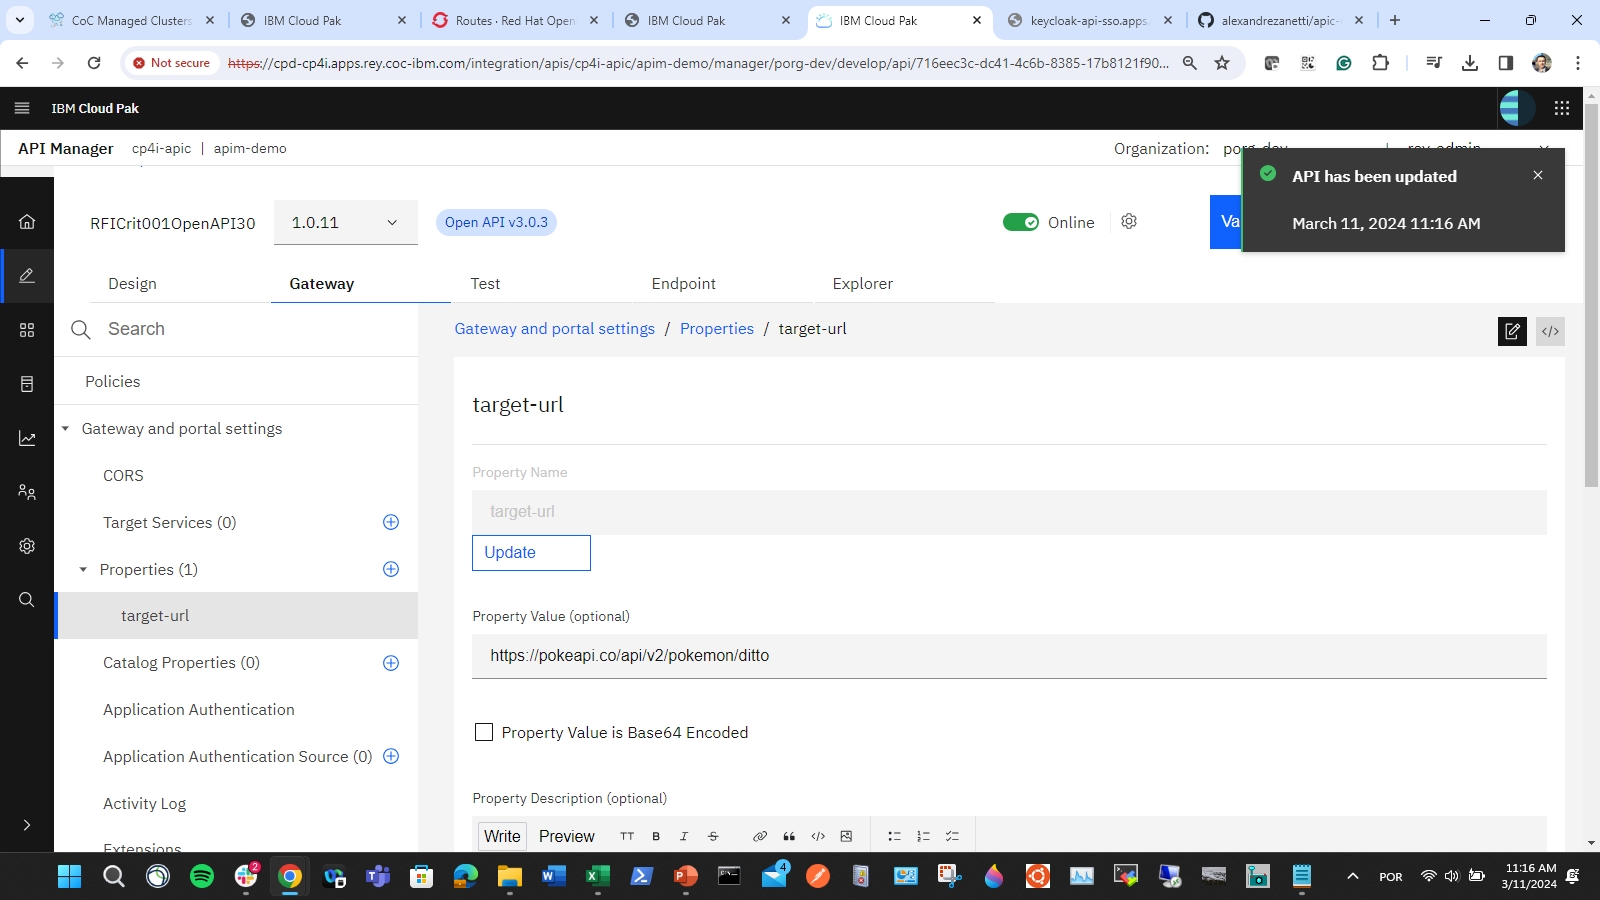 CoC Managed Clusters
IBM Cloud Pak
Routes · Red Hat Open
IBM Cloud Pak
IBM Cloud Pak
keycloak-api-sso.apps.
alexandrezanetti/apic-
Not secure
https://cpd-cp4i.apps.rey.coc-ibm.com/integration/apis/cp4i-apic/apim-demo/manager/porg-dev/develop/api/716eec3c-dc41-4c6b-8385-17b8121f90...
IBM Cloud Pak
API Manager cp4i-apic | apim-demo
Organization:
API has been updated
March 11, 2024 11:16 AM
RFICrit001OpenAPI30
1.0.11
Open API v3.0.3
Online
Va
Design
Gateway
Test
Endpoint
Explorer
Search
Gateway and portal settings / Properties / target-url
Policies
Gateway and portal settings
CORS
Target Services (0)
Properties (1)
target-url
Catalog Properties (0)
Application Authentication
Application Authentication Source (0)
Activity Log
Extensions
target-url
Property Name
target-url
Update
Property Value (optional)
https://pokeapi.co/api/v2/pokemon/ditto
Property Value is Base64 Encoded
Property Description (optional)
Write Preview
2
4
POR
11:16 AM
3/11/2024